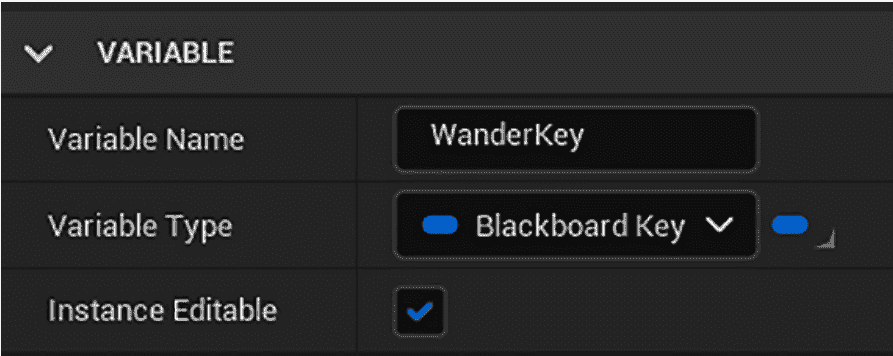 VARIABLE
Variable Name WanderKey
Variable Type Blackboard Key
Instance Editable